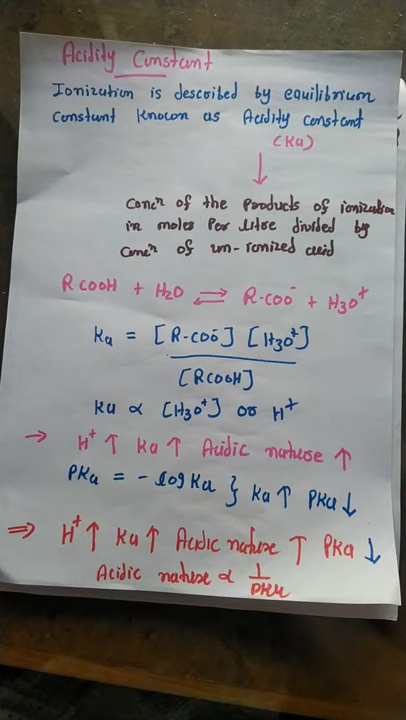 Acidity Constant
Ionization is described by equilibrium
constant known as Acidity constant
(Ka)
↓
Concⁿ of the products of ionization
in moles Per litre divided by
concⁿ of un-ionized acid
R COOH + H₂O ⇌ R-COO⁻ + H₃O⁺
Ka = [R-COO⁻] [H₃O⁺]
[RCOOH]
Ka ∝ [H₃O⁺] or H⁺
→ H⁺ ↑ Ka ↑ Acidic nature ↑
PKa = - log Ka } Ka ↑ PKa ↓
⇒ H⁺ ↑ Ka ↑ Acidic nature ↑ PKa ↓
Acidic nature ∝ 1/PKa